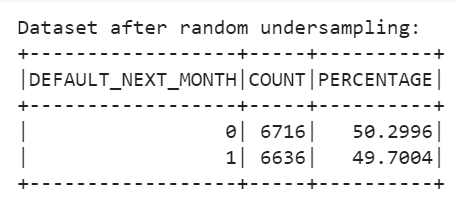 Dataset after random undersampling:
+------------------+-----+----------+
|DEFAULT_NEXT_MONTH|COUNT|PERCENTAGE|
+------------------+-----+----------+
|                 0| 6716|   50.2996|
|                 1| 6636|   49.7004|
+------------------+-----+----------+